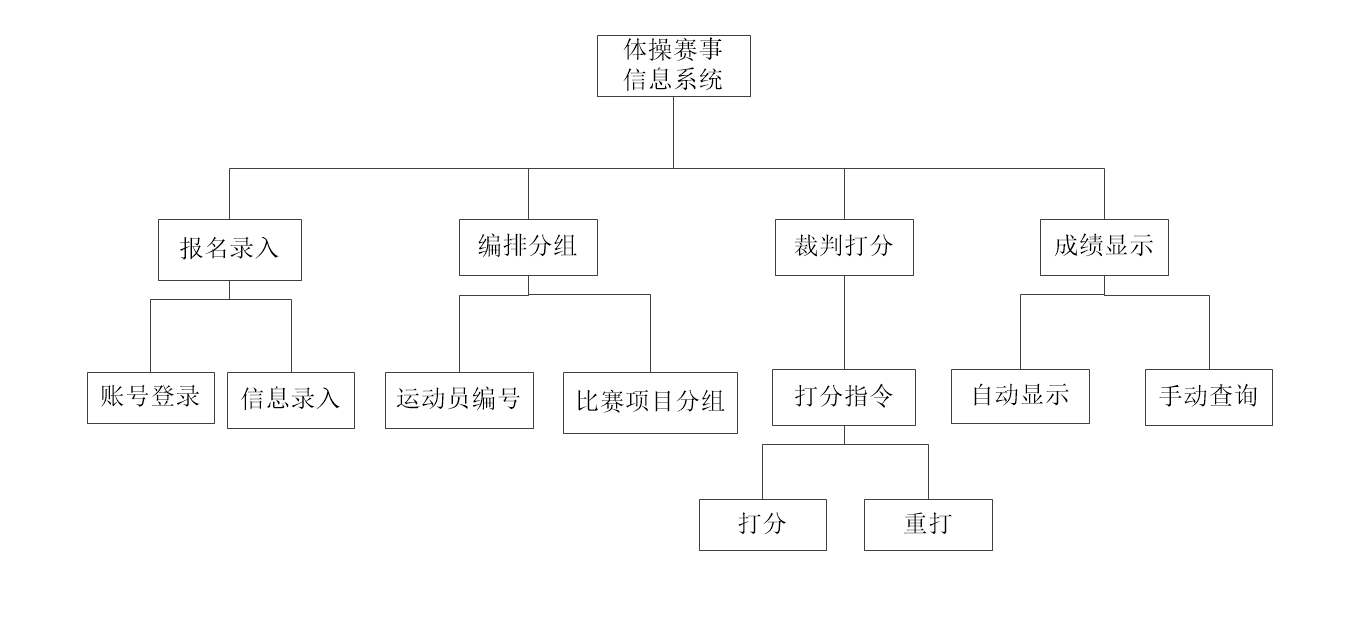 体操赛事
信息系统
报名录入
编排分组
裁判打分
成绩显示
账号登录
信息录入
运动员编号
比赛项目分组
打分指令
自动显示
手动查询
打分
重打